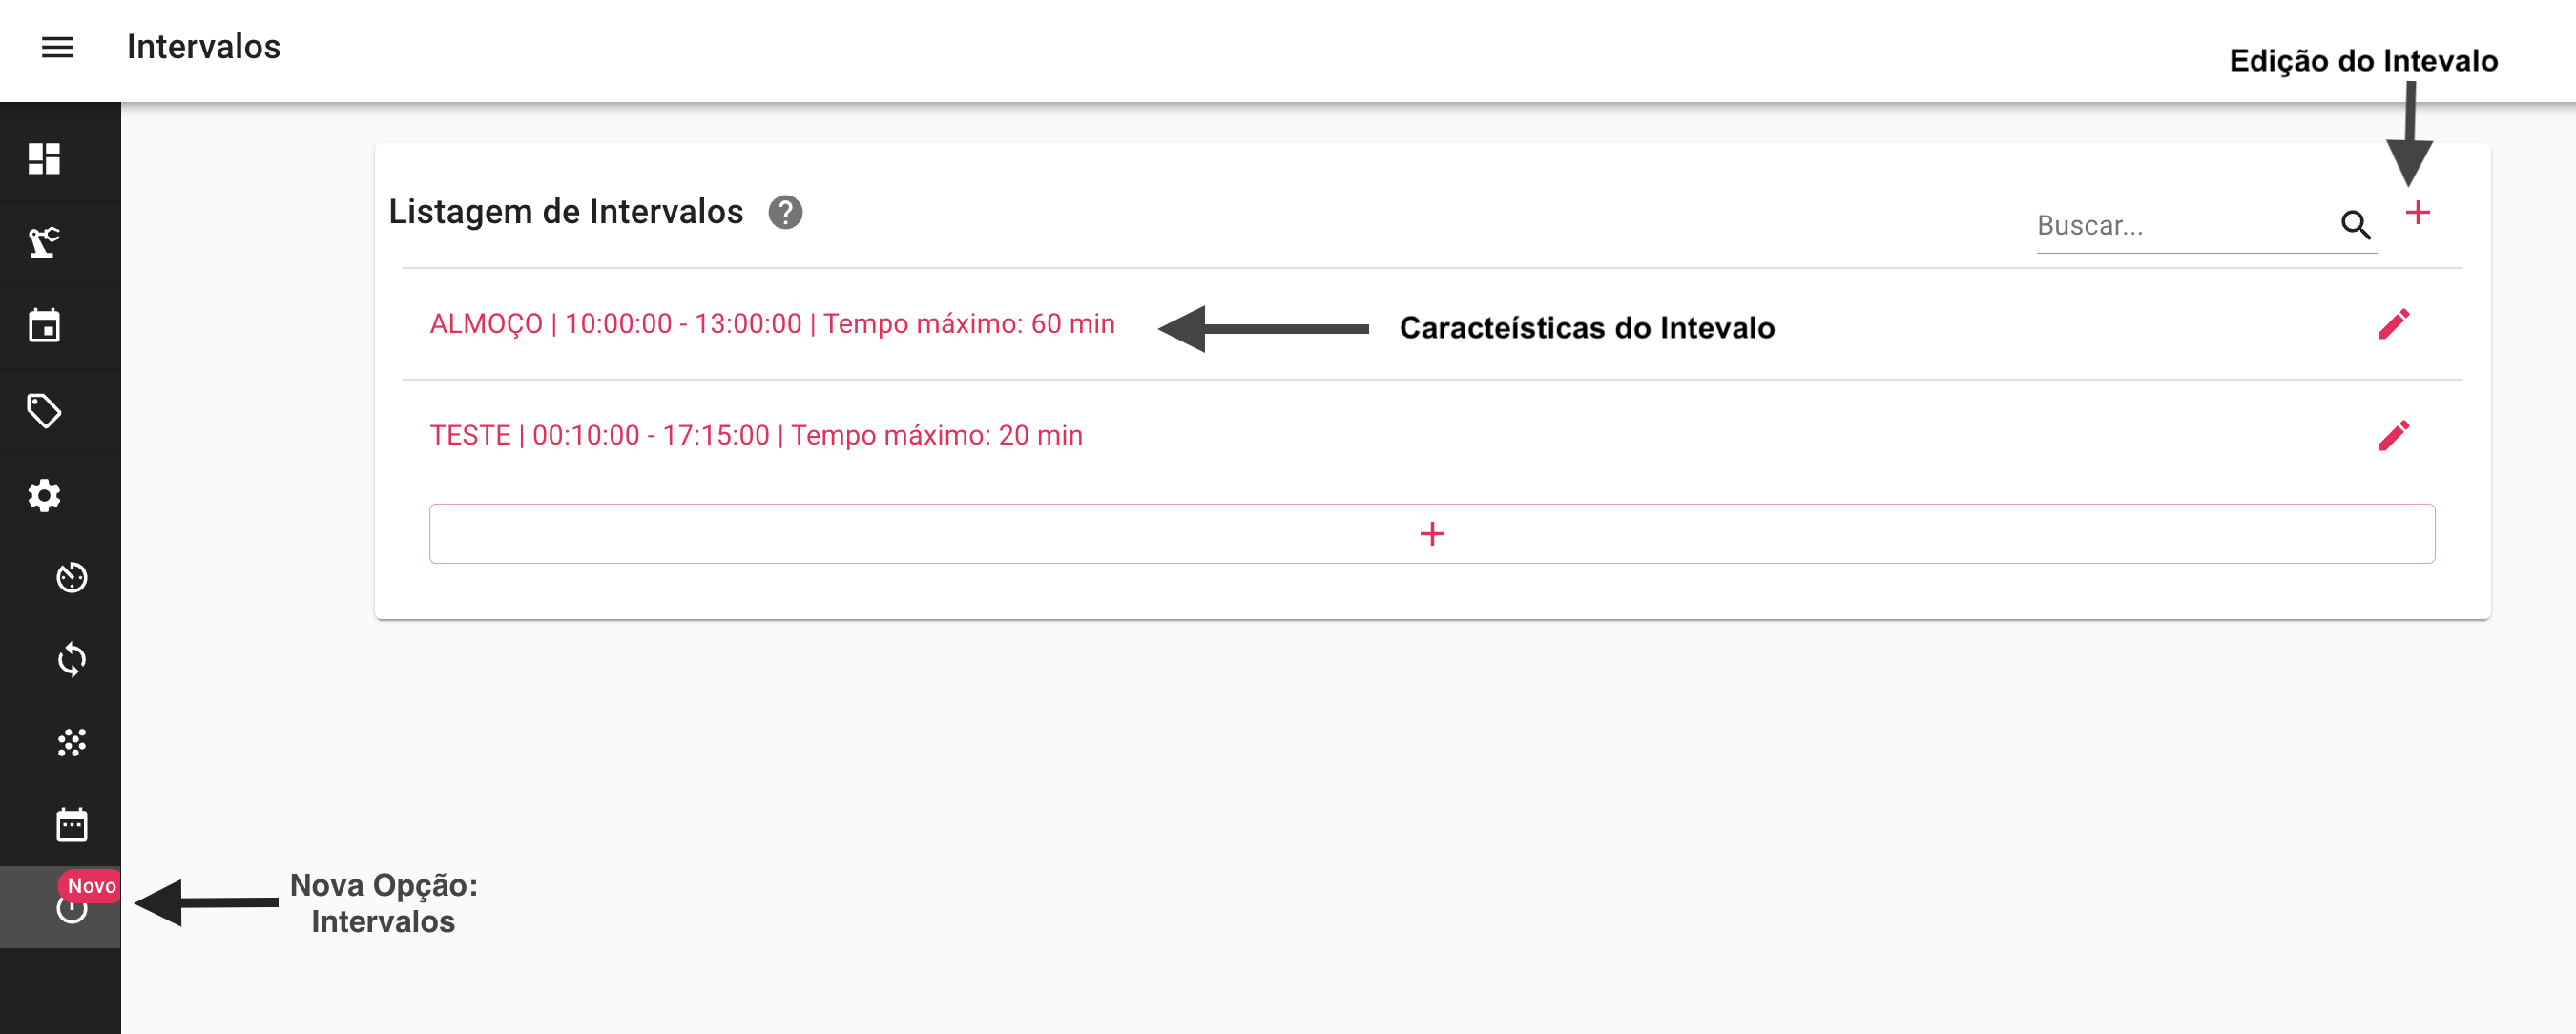 Intervalos
Edição do Intevalo
Listagem de Intervalos
Buscar...
ALMOÇO | 10:00:00 - 13:00:00 | Tempo máximo: 60 min
Caracteísticas do Intevalo
TESTE | 00:10:00 - 17:15:00 | Tempo máximo: 20 min
Novo
Nova Opção:
Intervalos